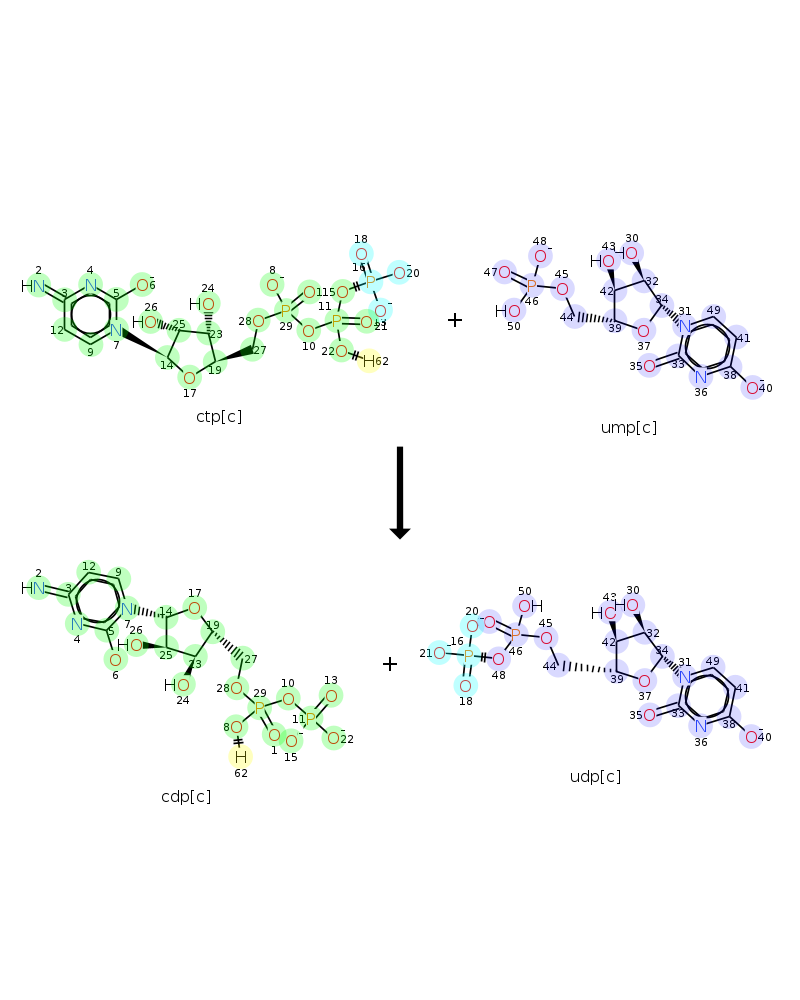 2
HN
3
4
N
5
O
-
6
12
9
N
7
26
HO
25
24
HO
23
14
17
O
19
27
28
O
8
O
-
P
29
O
1
O
10
15
O
11
P
18
O
16
P
O
-
20
O
-
O
21
22
O
H
62
ctp[c]
+
47
O
48
O
-
P
46
HO
50
45
O
44
43
HO
42
30
HO
32
34
39
37
O
31
N
49
41
35
O
33
N
36
38
O
-
40
ump[c]
2
HN
3
12
9
N
4
5
O
6
N
7
26
HO
14
25
17
O
19
23
HO
24
27
28
O
29
P
8
O
H
62
O
1
10
O
11
P
13
O
O
-
15
O
-
22
cdp[c]
+
20
O
-
21
O
16
P
O
18
O
O
48
50
OH
P
46
45
O
44
43
HO
42
30
HO
32
34
39
37
O
31
N
49
41
35
O
33
N
36
38
O
-
40
udp[c]